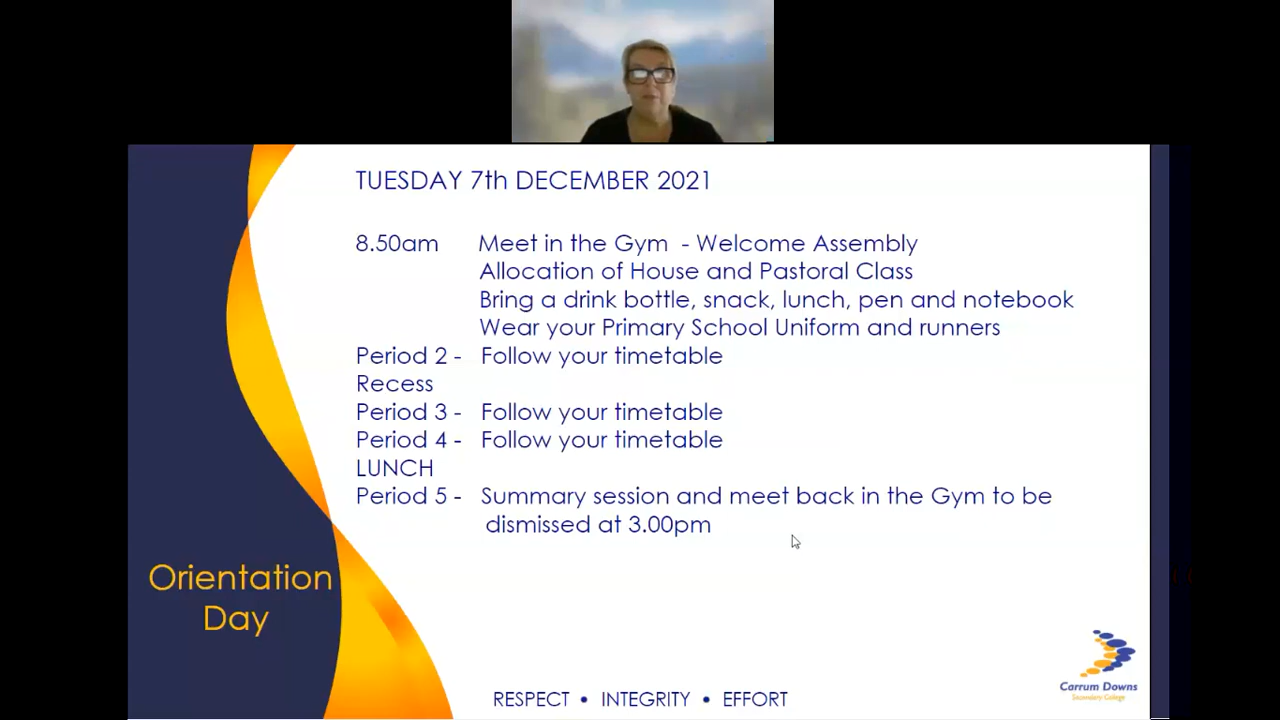 TUESDAY 7th DECEMBER 2021
8.50am Meet in the Gym - Welcome Assembly
Allocation of House and Pastoral Class
Bring a drink bottle, snack, lunch, pen and notebook
Wear your Primary School Uniform and runners
Period 2 - Follow your timetable
Recess
Period 3 - Follow your timetable
Period 4 - Follow your timetable
LUNCH
Period 5 - Summary session and meet back in the Gym to be
dismissed at 3.00pm
Orientation
Day
RESPECT • INTEGRITY • EFFORT
Carrum Downs
Secondary College